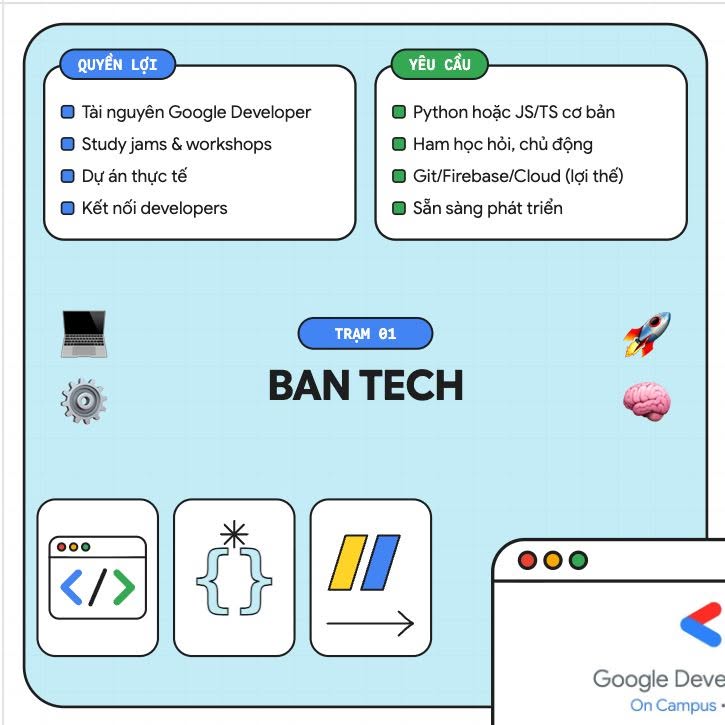 QUYỀN LỢI
Tài nguyên Google Developer
Study jams & workshops
Dự án thực tế
Kết nối developers
YÊU CẦU
Python hoặc JS/TS cơ bản
Ham học hỏi, chủ động
Git/Firebase/Cloud (lợi thế)
Sẵn sàng phát triển
TRẠM 01
BAN TECH
</>
{}
Google Deve
On Campus -